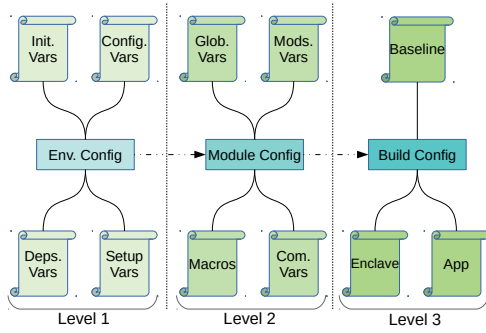 Init.
Vars
Config.
Vars
Glob.
Vars
Mods.
Vars
Baseline
Env. Config
Module Config
Build Config
Deps.
Vars
Setup
Vars
Macros
Com.
Vars
Enclave
App
Level 1
Level 2
Level 3